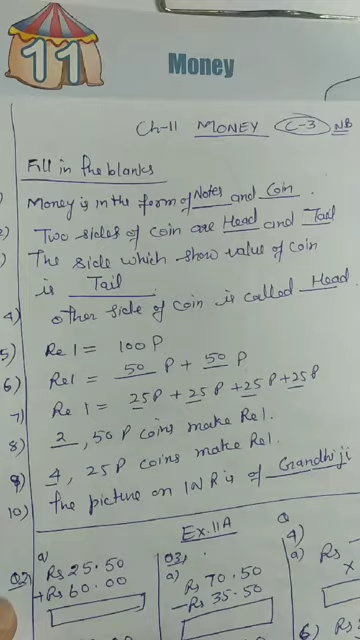 11
Money
Ch-11 MONEY C-3 NB
Fill in the blanks
Money is in the form of Notes and Coin.
2) Two sides of coin are Head and Tail
) The side which show value of coin
is Tail
4) other side of coin is called Head.
5) Re 1 = 100 P
6) Re1 = 50 P + 50 P
7) Re 1 = 25P + 25P + 25P + 25P
8) 2, 50 P coins make Re1.
9) 4, 25P coins make Re1.
10) The picture on INR is of Grandhiji
Ex. 11A
Q2) a) Rs 25.50
+Rs 60.00
Q3) a) Rs 70.50
-Rs 35.50
Q
4)
a) Rs
x
6) Rs